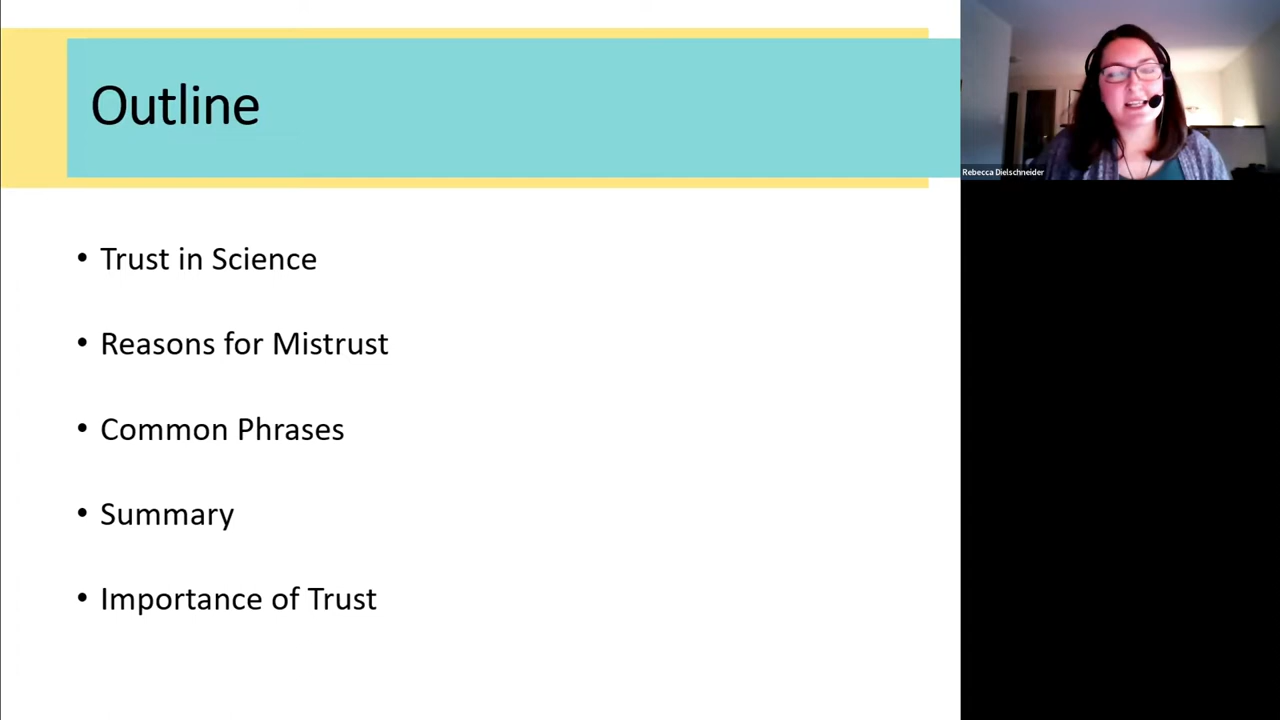 Outline
Rebecca Dielschneider
• Trust in Science
• Reasons for Mistrust
• Common Phrases
• Summary
• Importance of Trust